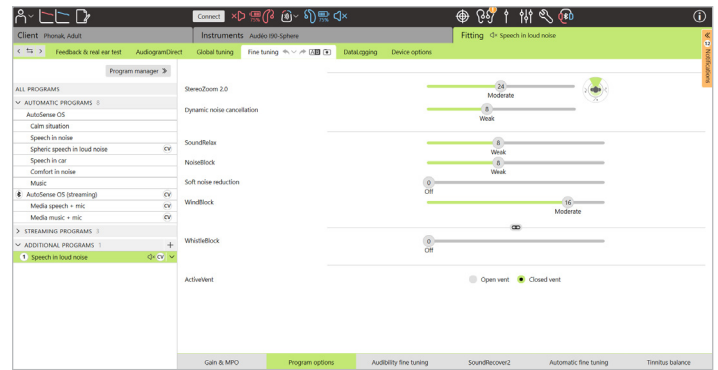 Connect
75%
75%
Client Phonak, Adult
Instruments Audéo I90-Sphere
Fitting Speech in loud noise
12 Notifications
Feedback & real ear test AudiogramDirect Global tuning Fine tuning AB DataLogging Device options
Program manager
ALL PROGRAMS
AUTOMATIC PROGRAMS 8
AutoSense OS
Calm situation
Speech in noise
Spheric speech in loud noise CV
Speech in car
Comfort in noise
Music
AutoSense OS (streaming) CV
Media speech + mic CV
Media music + mic CV
STREAMING PROGRAMS
ADDITIONAL PROGRAMS 1 +
1 Speech in loud noise CV
StereoZoom 2.0 24
Moderate
Dynamic noise cancellation 8
Weak
SoundRelax 8
Weak
NoiseBlock 8
Weak
Soft noise reduction 0
Off
WindBlock 16
Moderate
WhistleBlock 0
Off
ActiveVent Open vent Closed vent
Gain & MPO Program options Audibility fine tuning SoundRecover2 Automatic fine tuning Tinnitus balance